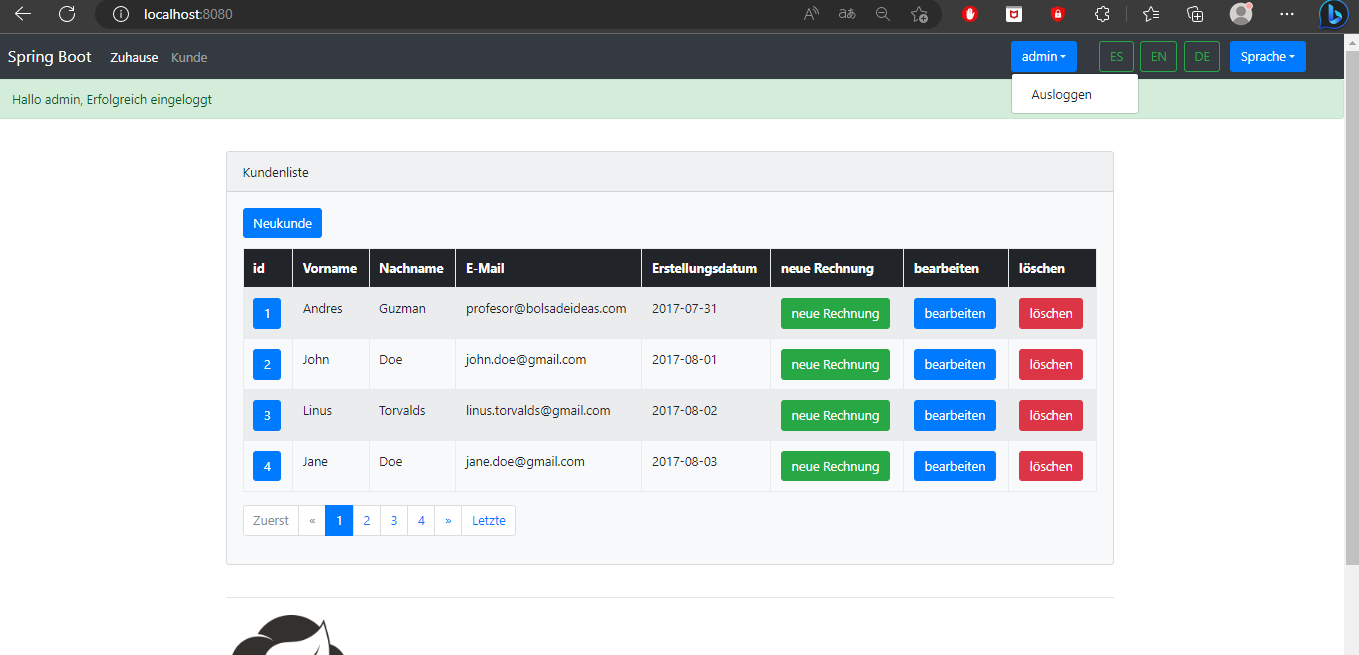 localhost:8080
Spring Boot Zuhause Kunde admin ES EN DE Sprache
Ausloggen
Hallo admin, Erfolgreich eingeloggt
Kundenliste
Neukunde
id Vorname Nachname E-Mail Erstellungsdatum neue Rechnung bearbeiten löschen
1 Andres Guzman profesor@bolsadeideas.com 2017-07-31 neue Rechnung bearbeiten löschen
2 John Doe john.doe@gmail.com 2017-08-01 neue Rechnung bearbeiten löschen
3 Linus Torvalds linus.torvalds@gmail.com 2017-08-02 neue Rechnung bearbeiten löschen
4 Jane Doe jane.doe@gmail.com 2017-08-03 neue Rechnung bearbeiten löschen
Zuerst « 1 2 3 4 » Letzte